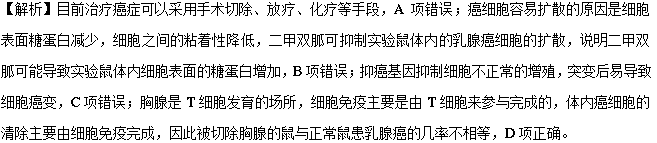 【解析】目前治疗癌症可以采用手术切除、放疗、化疗等手段，A 项错误；癌细胞容易扩散的原因是细胞
表面糖蛋白减少，细胞之间的粘着性降低，二甲双胍可抑制实验鼠体内的乳腺癌细胞的扩散，说明二甲双
胍可能导致实验鼠体内细胞表面的糖蛋白增加，B 项错误；抑癌基因抑制细胞不正常的增殖，突变后易导致
细胞癌变，C 项错误；胸腺是 T 细胞发育的场所，细胞免疫主要是由 T 细胞来参与完成的，体内癌细胞的
清除主要由细胞免疫完成，因此被切除胸腺的鼠与正常鼠患乳腺癌的几率不相等，D 项正确。